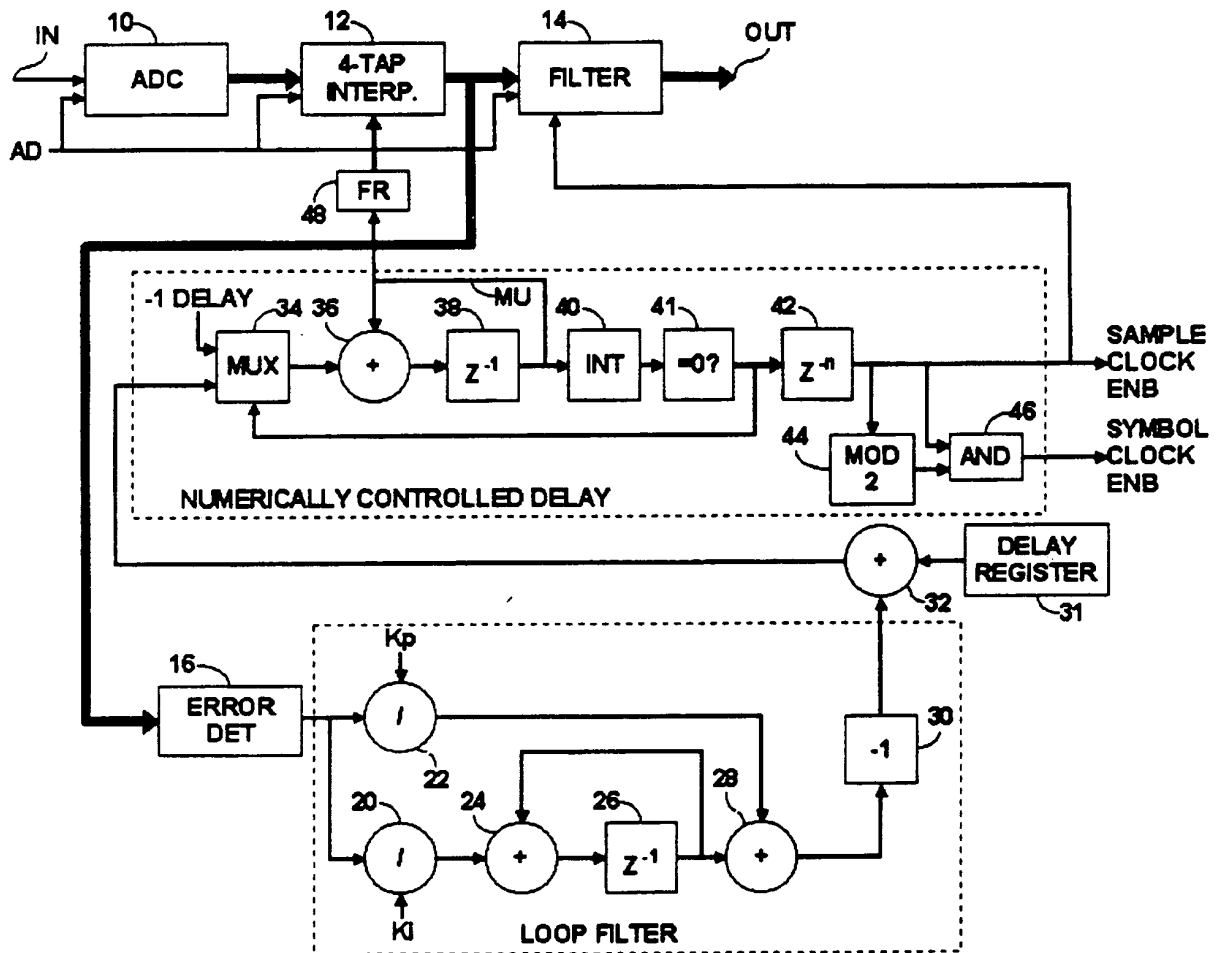 IN
10
ADC
12
4-TAP
INTERP.
14
FILTER
OUT
AD
48
FR
-1 DELAY
34
MUX
36
+
MU
38
Z-1
40
INT
41
=0?
42
Z-n
SAMPLE
CLOCK
ENB
44
MOD
2
46
AND
SYMBOL
CLOCK
ENB
NUMERICALLY CONTROLLED DELAY
+
32
DELAY
REGISTER
31
16
ERROR
DET
Kp
/
22
30
-1
20
/
Ki
24
+
26
Z-1
28
+
LOOP FILTER